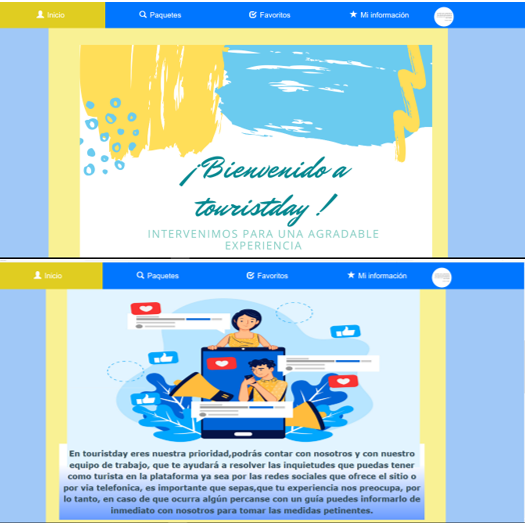 Inicio
Paquetes
Favoritos
Mi información
¡Bienvenido a
touristday !
INTERVENIMOS PARA UNA AGRADABLE
EXPERIENCIA
Inicio
Paquetes
Favoritos
Mi información
En touristday eres nuestra prioridad,podrás contar con nosotros y con nuestro
equipo de trabajo, que te ayudará a resolver las inquietudes que puedas tener
como turista en la plataforma ya sea por las redes sociales que ofrece el sitio o
por via telefonica, es importante que sepas,que tu experiencia nos preocupa, por
lo tanto, en caso de que ocurra algún percanse con un guía puedes informarlo de
inmediato con nosotros para tomar las medidas petinentes.